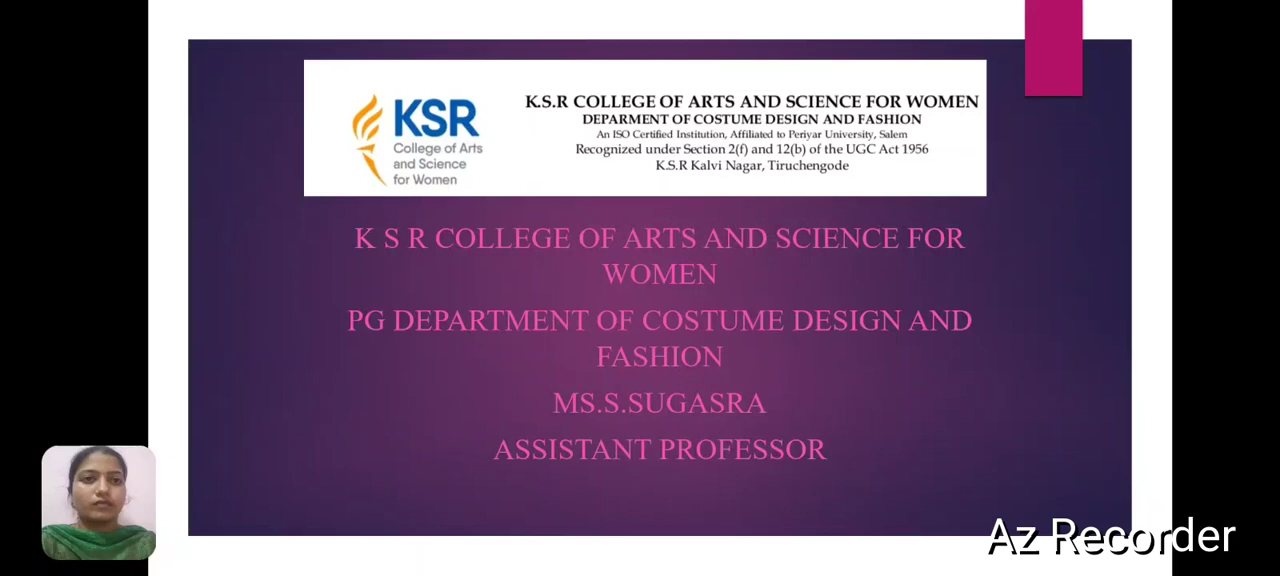 KSR
College of Arts
and Science
for Women
K.S.R COLLEGE OF ARTS AND SCIENCE FOR WOMEN
DEPARMENT OF COSTUME DESIGN AND FASHION
An ISO Certified Institution, Affiliated to Periyar University, Salem
Recognized under Section 2(f) and 12(b) of the UGC Act 1956
K.S.R Kalvi Nagar, Tiruchengode
K S R COLLEGE OF ARTS AND SCIENCE FOR
WOMEN
PG DEPARTMENT OF COSTUME DESIGN AND
FASHION
MS.S.SUGASRA
ASSISTANT PROFESSOR
Az Recorder